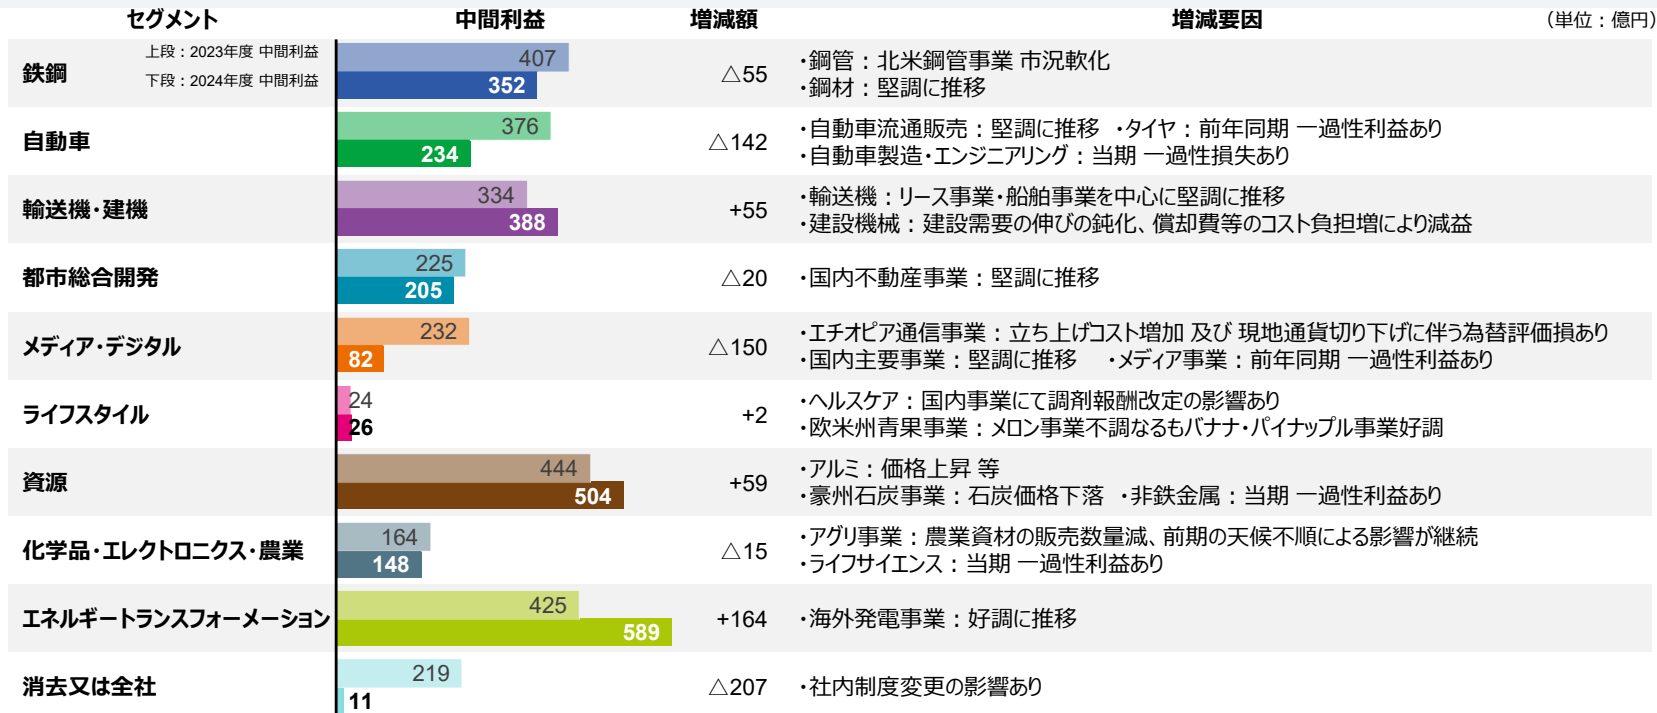 セグメント 中間利益 増減額 増減要因 （単位：億円）
鉄鋼
上段：2023年度 中間利益
下段：2024年度 中間利益
407
352
△55
・鋼管：北米鋼管事業 市況軟化
・鋼材：堅調に推移
自動車
376
234
△142
・自動車流通販売：堅調に推移 ・タイヤ：前年同期 一過性利益あり
・自動車製造・エンジニアリング：当期 一過性損失あり
輸送機・建機
334
388
+55
・輸送機：リース事業・船舶事業を中心に堅調に推移
・建設機械：建設需要の伸びの鈍化、償却費等のコスト負担増により減益
都市総合開発
225
205
△20
・国内不動産事業：堅調に推移
メディア・デジタル
232
82
△150
・エチオピア通信事業：立ち上げコスト増加 及び 現地通貨切り下げに伴う為替評価損あり
・国内主要事業：堅調に推移 ・メディア事業：前年同期 一過性利益あり
ライフスタイル
24
26
+2
・ヘルスケア：国内事業にて調剤報酬改定の影響あり
・欧米州青果事業：メロン事業不調なるもバナナ・パイナップル事業好調
資源
444
504
+59
・アルミ：価格上昇 等
・豪州石炭事業：石炭価格下落 ・非鉄金属：当期 一過性利益あり
化学品・エレクトロニクス・農業
164
148
△15
・アグリ事業：農業資材の販売数量減、前期の天候不順による影響が継続
・ライフサイエンス：当期 一過性利益あり
エネルギートランスフォーメーション
425
589
+164
・海外発電事業：好調に推移
消去又は全社
219
11
△207
・社内制度変更の影響あり